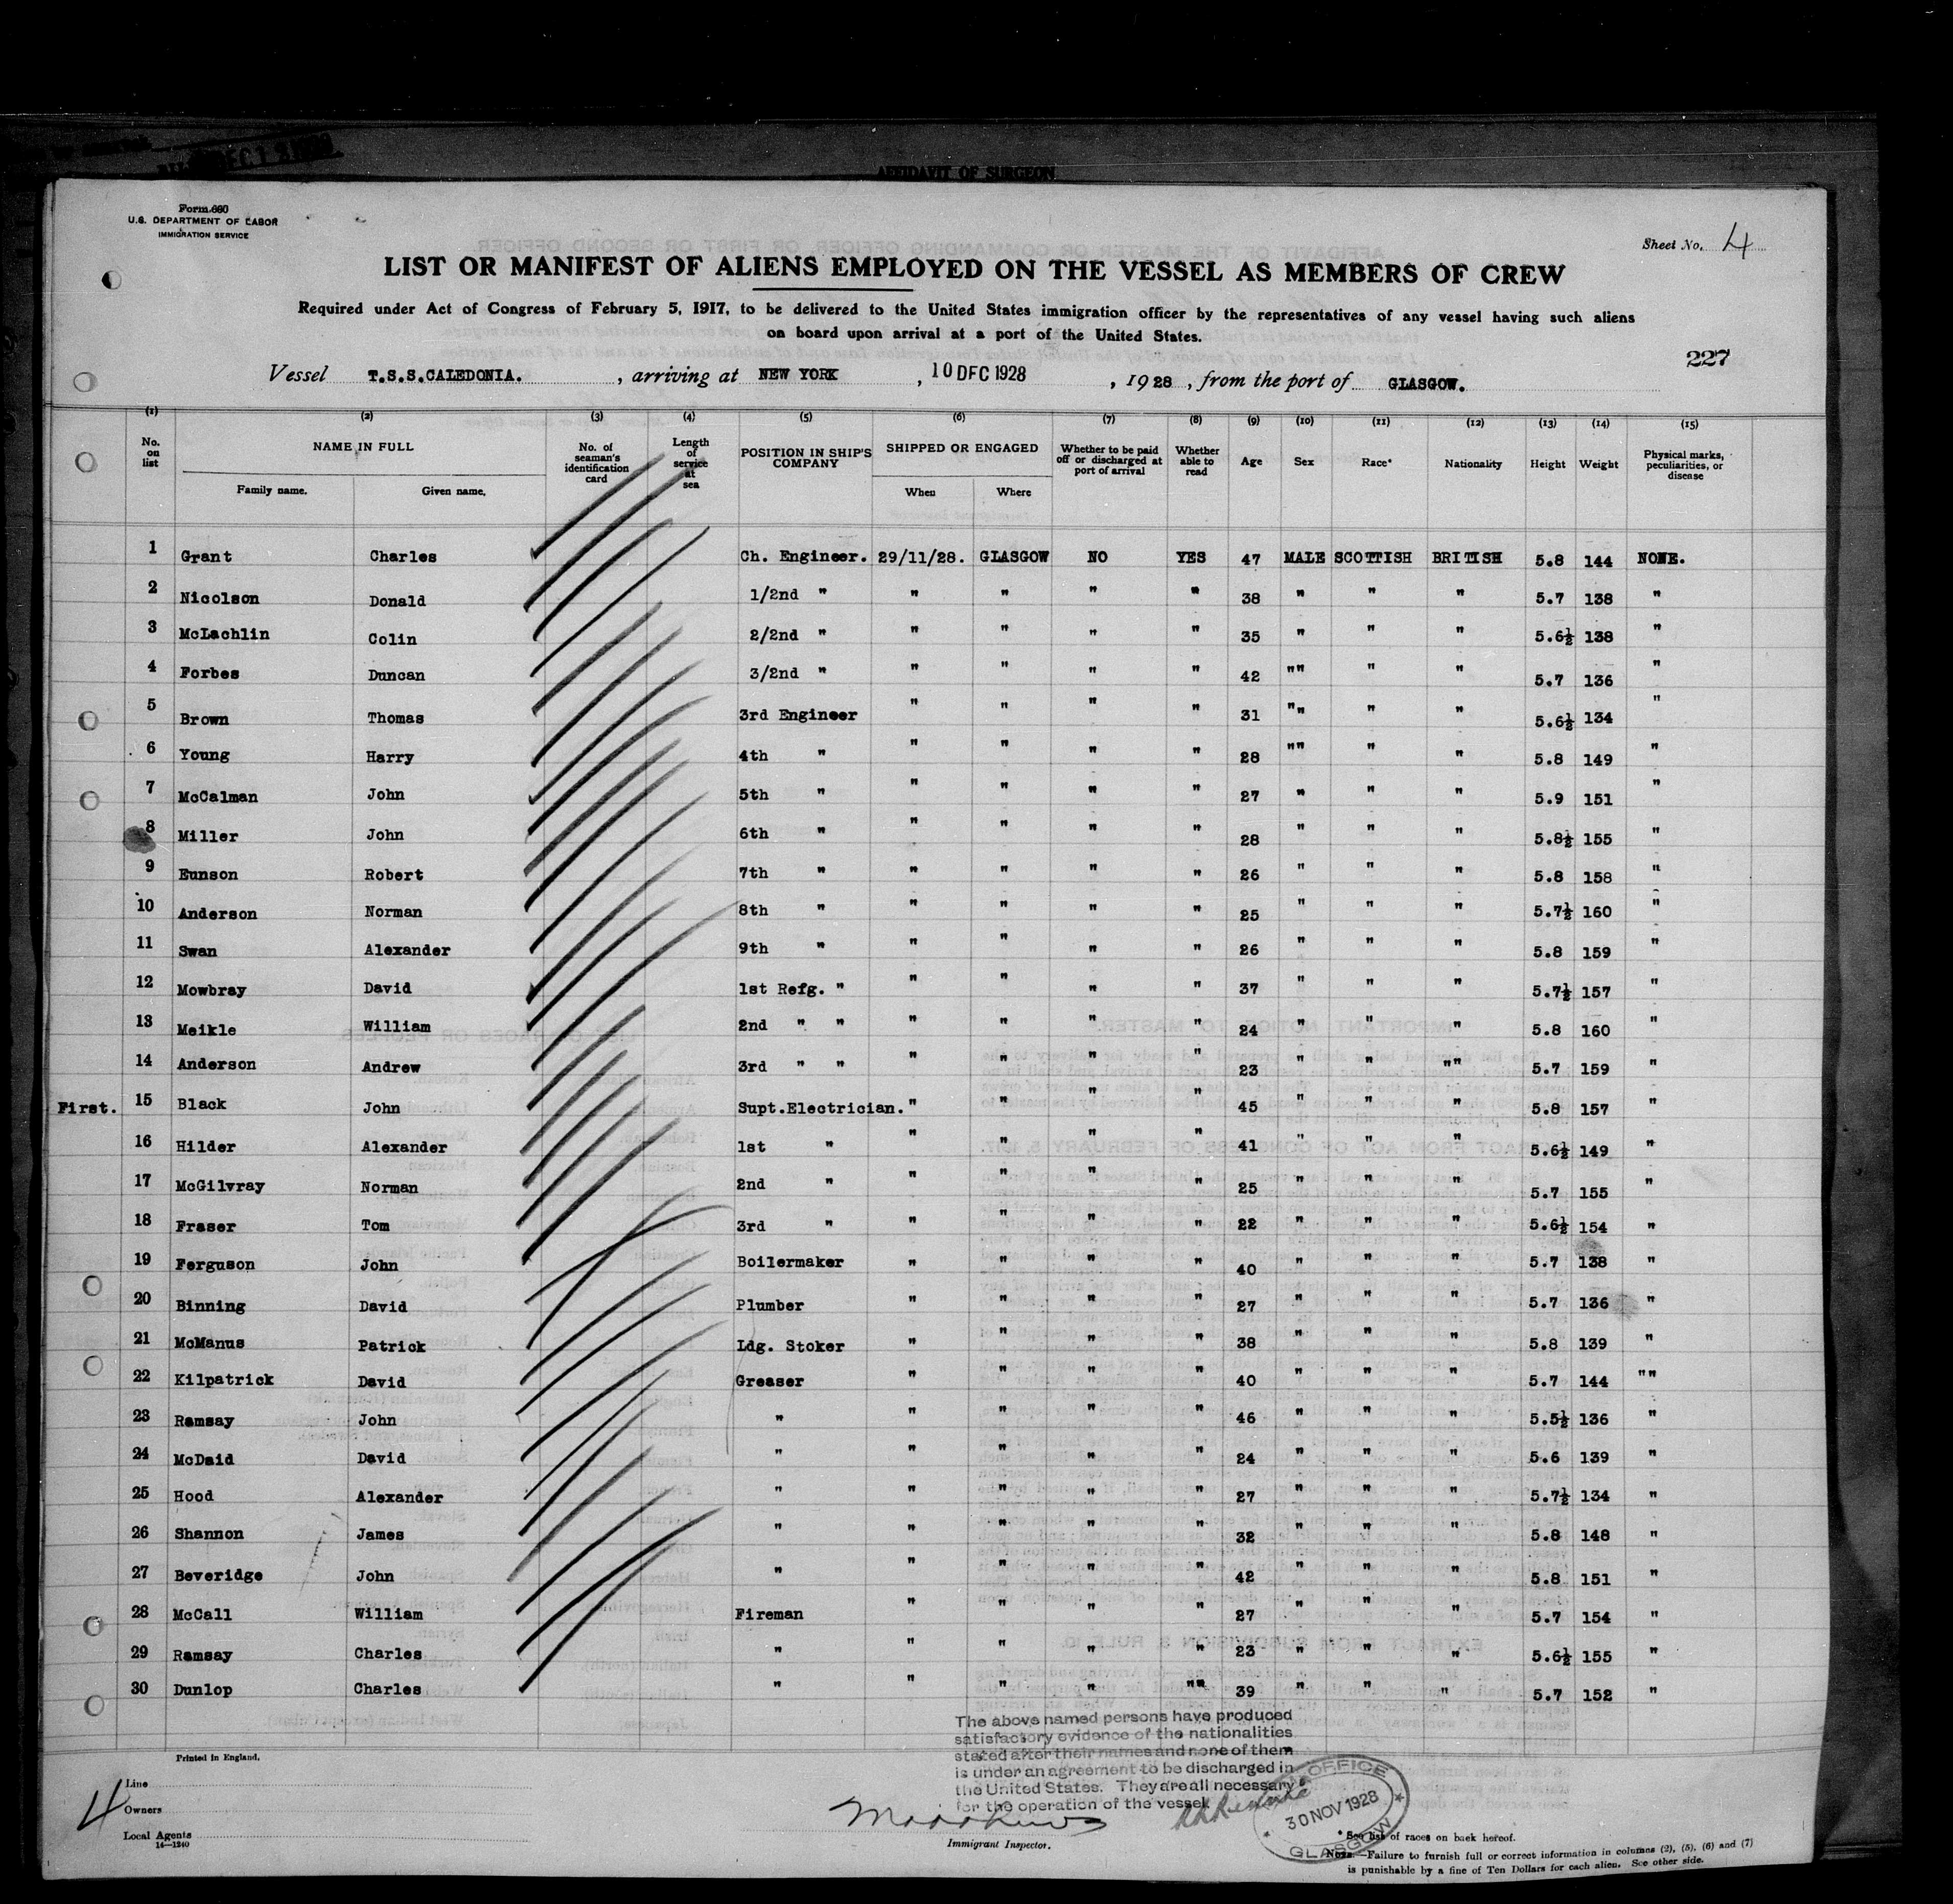 AFFIDAVIT OF SURGEON
Form 680
U.S. DEPARTMENT OF LABOR
IMMIGRATION SERVICE
Sheet No. 4
LIST OR MANIFEST OF ALIENS EMPLOYED ON THE VESSEL AS MEMBERS OF CREW
Required under Act of Congress of February 5, 1917, to be delivered to the United States immigration officer by the representatives of any vessel having such aliens
on board upon arrival at a port of the United States.
227
Vessel T.S.S.CALEDONIA. , arriving at NEW YORK , 10 DEC 1928 , 1928 , from the port of GLASGOW.
(1) (2) (3) (4) (5) (6) (7) (8) (9) (10) (11) (12) (13) (14) (15)
No. on list NAME IN FULL Family name. Given name. No. of seaman's identification card Length of service at sea POSITION IN SHIP'S COMPANY SHIPPED OR ENGAGED When Where Whether to be paid off or discharged at port of arrival Whether able to read Age Sex Race* Nationality Height Weight Physical marks, peculiarities, or disease
1 Grant Charles Ch. Engineer. 29/11/28. GLASGOW NO YES 47 MALE SCOTTISH BRITISH 5.8 144 NONE.
2 Nicolson Donald 1/2nd " " " " " 38 " " " 5.7 138 "
3 McLachlin Colin 2/2nd " " " " " 35 " " " 5.6½ 138 "
4 Forbes Duncan 3/2nd " " " " " 42 "" " " 5.7 136 "
5 Brown Thomas 3rd Engineer " " " " 31 "" " " 5.6½ 134 "
6 Young Harry 4th " " " " " 28 "" " " 5.8 149 "
7 McCalman John 5th " " " " " 27 " " " 5.9 151 "
8 Miller John 6th " " " " " 28 " " " 5.8½ 155 "
9 Eunson Robert 7th " " " " " 26 " " " 5.8 158 "
10 Anderson Norman 8th " " " " " 25 " " " 5.7½ 160 "
11 Swan Alexander 9th " " " " " 26 " " " 5.8 159 "
12 Mowbray David 1st Refg. " " " " " 37 " " " 5.7½ 157 "
13 Meikle William 2nd " " " " " " 24 " " " 5.8 160 "
14 Anderson Andrew 3rd " " " " " " 23 " " "" 5.7 159 "
First. 15 Black John Supt.Electrician. " " " " 45 " " " 5.8 157 "
16 Hilder Alexander 1st " " " " " 41 " " " 5.6½ 149 "
17 McGilvray Norman 2nd " " " " " 25 " " " 5.7 155 "
18 Fraser Tom 3rd " " " " " 22 " " " 5.6½ 154 "
19 Ferguson John Boilermaker " " " " 40 " " " 5.7 138 "
20 Binning David Plumber " " " " 27 " " " 5.7 136 "
21 McManus Patrick Ldg. Stoker " " " " 38 " " " 5.8 139 "
22 Kilpatrick David Greaser " " " " 40 " " " 5.7 144 ""
23 Ramsay John " " " " " 46 " " " 5.5½ 136 "
24 McDaid David " " " " " 24 " " " 5.6 139 "
25 Hood Alexander " " " " " 27 " " " 5.7½ 134 "
26 Shannon James " " " " " 32 " " " 5.8 148 "
27 Beveridge John " " " " " 42 " " " 5.8 151 "
28 McCall William Fireman " " " " 27 " " " 5.7 154 "
29 Ramsay Charles " " " " " 23 " " " 5.6½ 155 "
30 Dunlop Charles " " " " "" 39 " " " 5.7 152 "
The above named persons have produced
satisfactory evidence of the nationalities
stated after their names and none of them
is under an agreement to be discharged in
the United States. They are all necessary
for the operation of the vessel.
Printed in England.
4
Line
Owners
Local Agents
14—1240
Immigrant Inspector.
OFFICE
30 NOV 1928
GLASGOW
* See list of races on back hereof.
Note.—Failure to furnish full or correct information in columns (2), (5), (6) and (7)
is punishable by a fine of Ten Dollars for each alien. See other side.